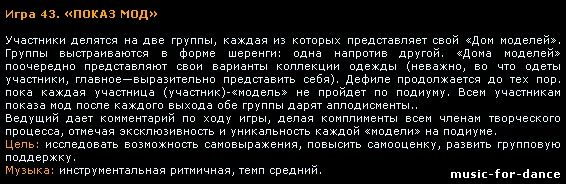 Игра 43. «ПОКАЗ МОД»
Участники делятся на две группы, каждая из которых представляет свой «Дом моделей».
Группы выстраиваются в форме шеренги: одна напротив другой. «Дома моделей»
поочередно представляют свои варианты коллекции одежды (неважно, во что одеты
участники, главное—выразительно представить себя). Дефиле продолжается до тех пор.
пока каждая участница (участник)-«модель» не пройдет по подиуму. Всем участникам
показа мод после каждого выхода обе группы дарят аплодисменты..
Ведущий дает комментарий по ходу игры, делая комплименты всем членам творческого
процесса, отмечая эксклюзивность и уникальность каждой «модели» на подиуме.
Цель: исследовать возможность самовыражения, повысить самооценку, развить групповую
поддержку.
Музыка: инструментальная ритмичная, темп средний.
music-for-dance